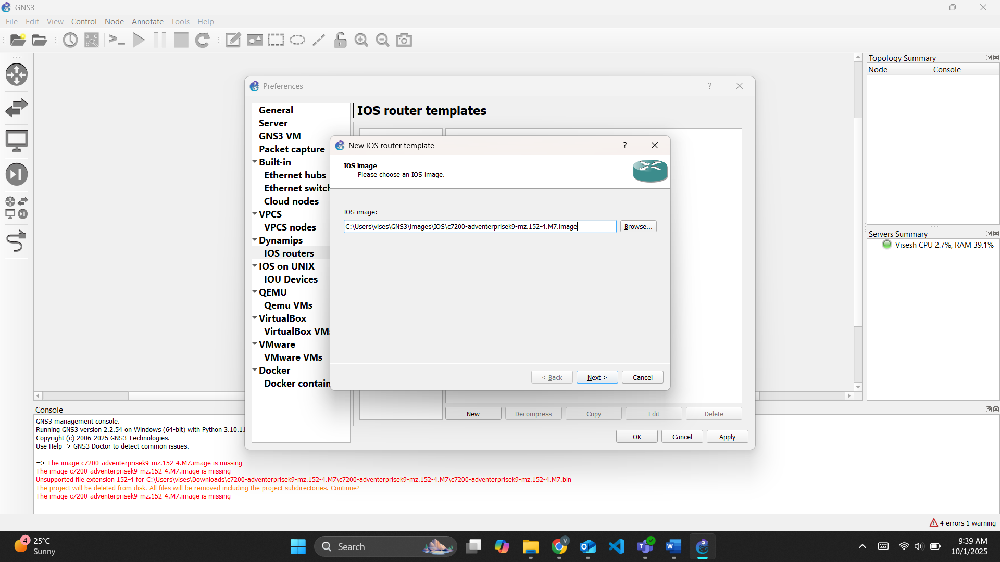 GNS3
File Edit View Control Node Annotate Tools Help
Topology Summary
Node Console
Preferences
General
Server
GNS3 VM
Packet capture
Built-in
Ethernet hubs
Ethernet switch
Cloud nodes
VPCS
VPCS nodes
Dynamips
IOS routers
IOS on UNIX
IOU Devices
QEMU
Qemu VMs
VirtualBox
VirtualBox VMs
VMware
VMware VMs
Docker
Docker contain
IOS router templates
New IOS router template
IOS image
Please choose an IOS image.
IOS image:
C:\Users\vises\GNS3\images\IOS\c7200-adventerprisek9-mz.152-4.M7.image
Browse...
< Back Next > Cancel
New Decompress Copy Edit Delete
OK Cancel Apply
Servers Summary
Visesh CPU 2.7%, RAM 39.1%
Console
GNS3 management console.
Running GNS3 version 2.2.54 on Windows (64-bit) with Python 3.10.11
Copyright (c) 2006-2025 GNS3 Technologies.
Use Help -> GNS3 Doctor to detect common issues.
=> The image c7200-adventerprisek9-mz.152-4.M7.image is missing
The image c7200-adventerprisek9-mz.152-4.M7.image is missing
Unsupported file extension 152-4 for C:\Users\vises\Downloads\c7200-adventerprisek9-mz.152-4.M7\c7200-adventerprisek9-mz.152-4.M7\c7200-adventerprisek9-mz.152-4.M7.bin
The project will be deleted from disk. All files will be removed including the project subdirectories. Continue?
The image c7200-adventerprisek9-mz.152-4.M7.image is missing
4 errors 1 warning
4
25°C
Sunny
Search
V
9:39 AM
10/1/2025